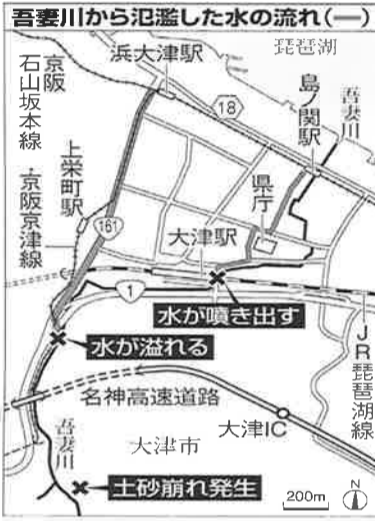 吾妻川から氾濫した水の流れ(━)
琵琶湖
浜大津駅
京阪石山坂本線
18
島ノ関駅
吾妻川
上栄町駅
・京阪京津線
県庁
161
大津駅
1
水が噴き出す
水が溢れる
JR琵琶湖線
名神高速道路
大津IC
吾妻川
大津市
土砂崩れ発生
200m
N